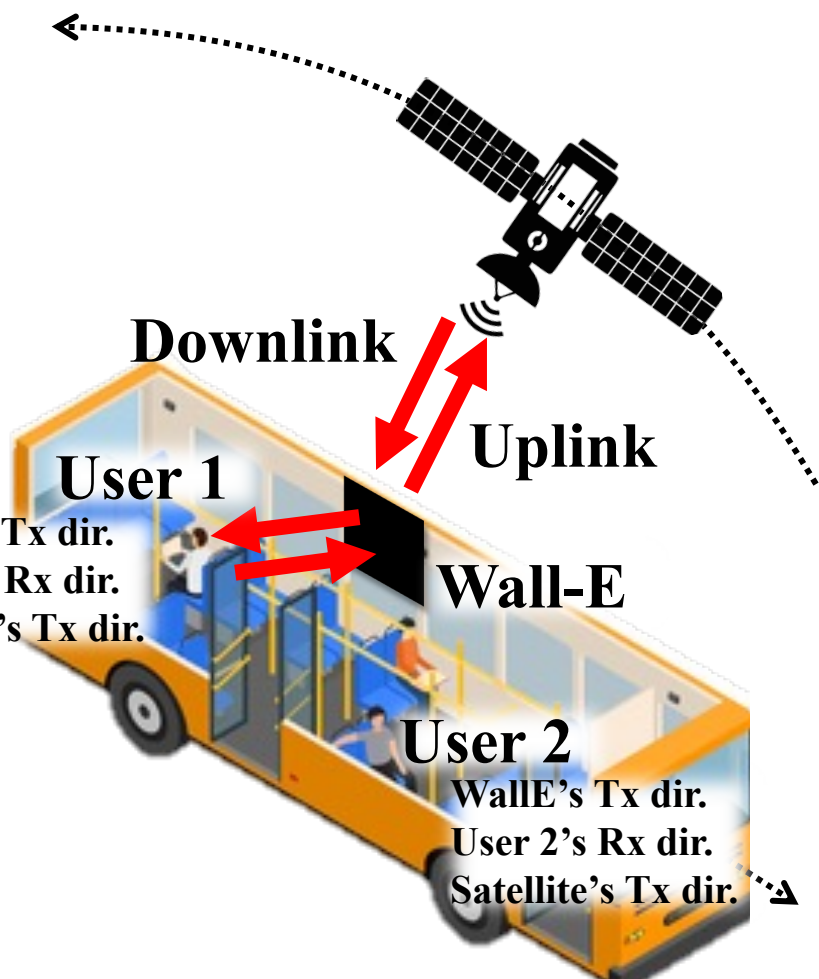 Downlink
Uplink
User 1
Tx dir.
Rx dir.
’s Tx dir.
Wall-E
User 2
WallE’s Tx dir.
User 2’s Rx dir.
Satellite’s Tx dir.